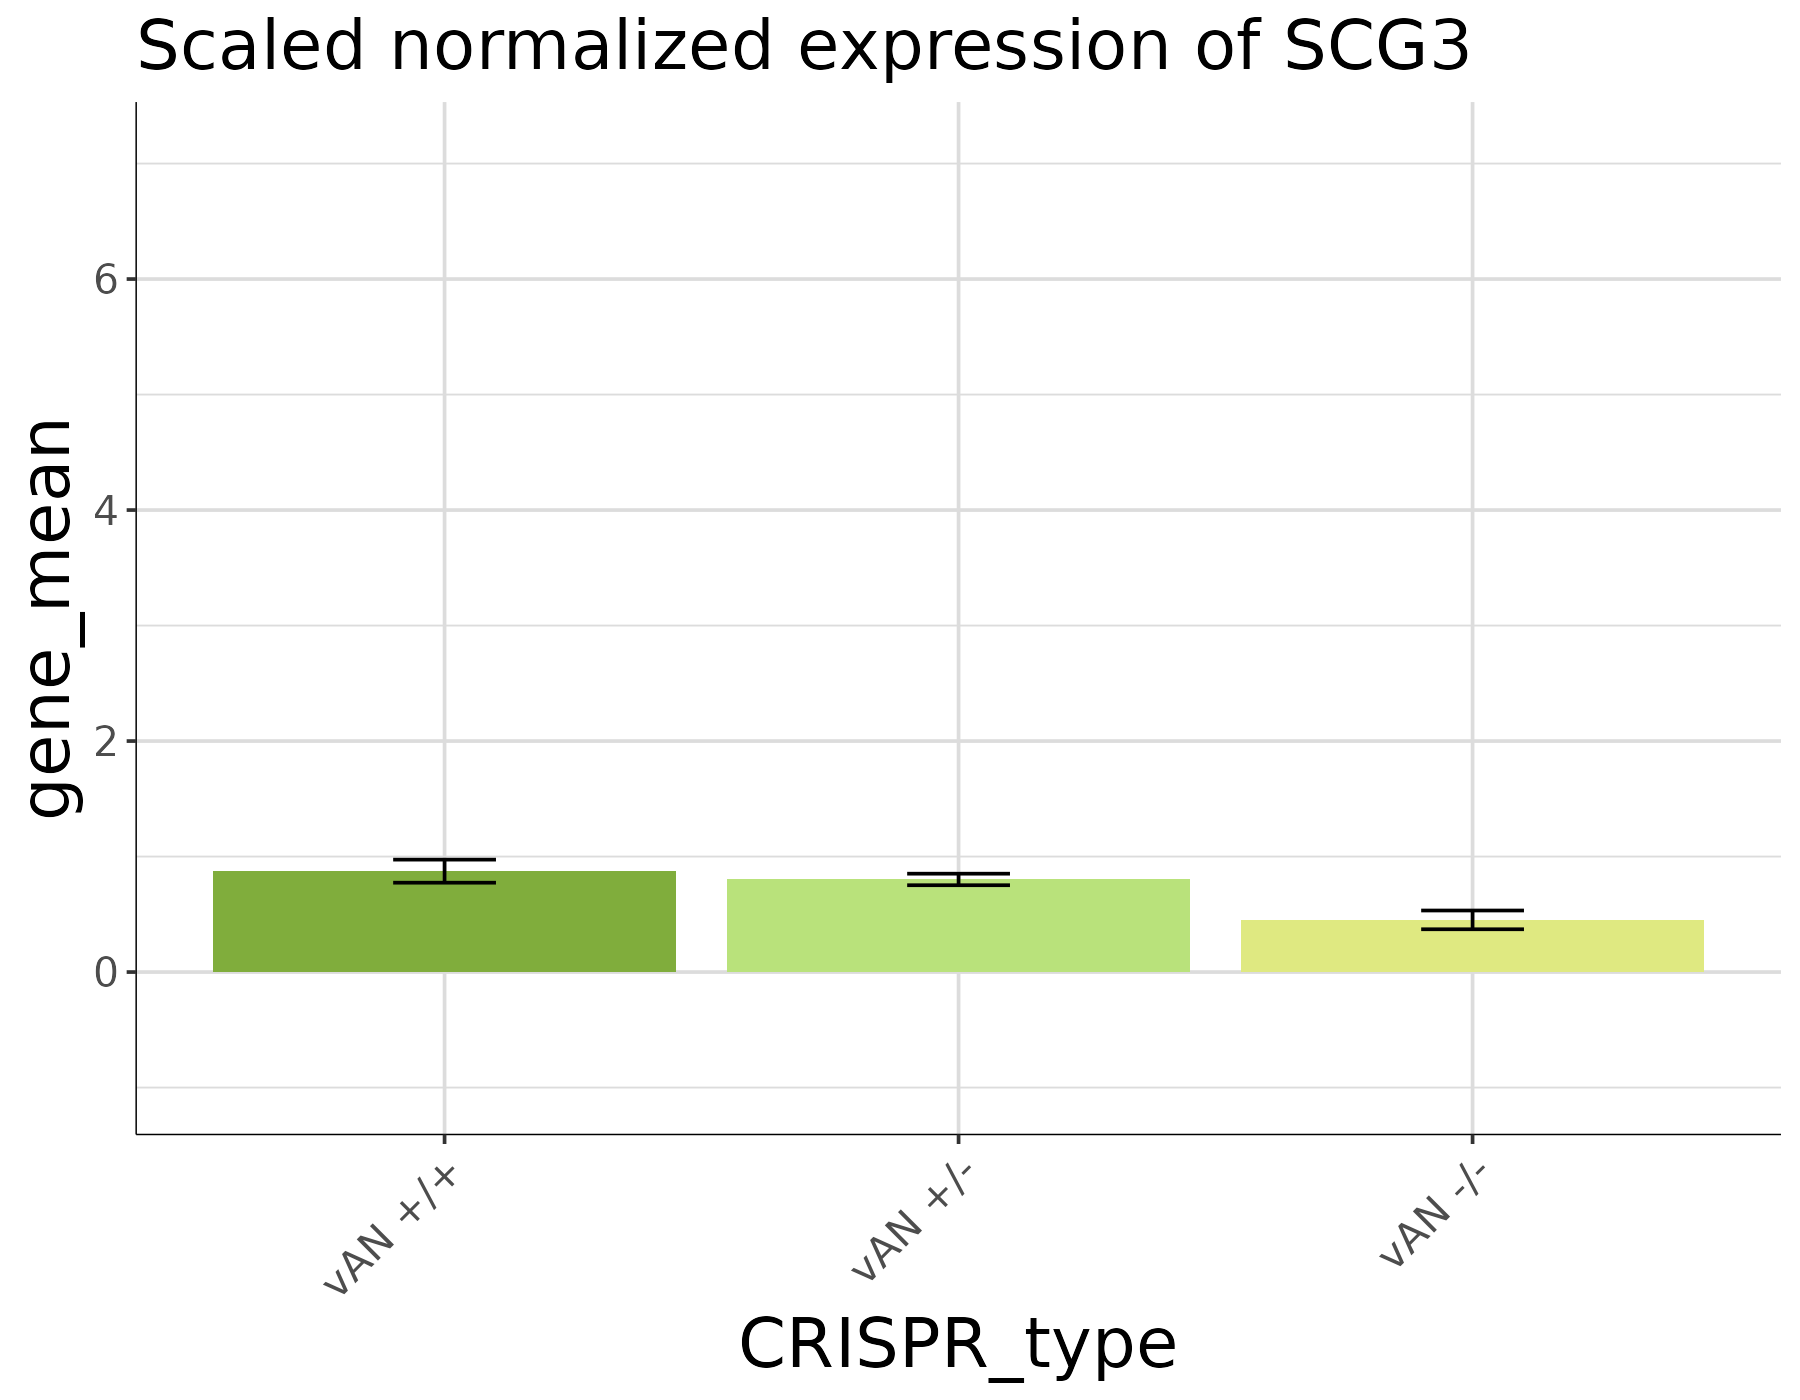 Scaled normalized expression of SCG3
gene_mean
6
4
2
0
vAN +/+
vAN +/-
vAN -/-
CRISPR_type